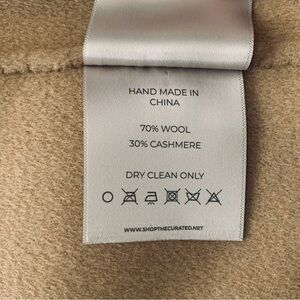 HAND MADE IN
CHINA
70% WOOL
30% CASHMERE
DRY CLEAN ONLY
WWW.SHOPTHECURATED.NET